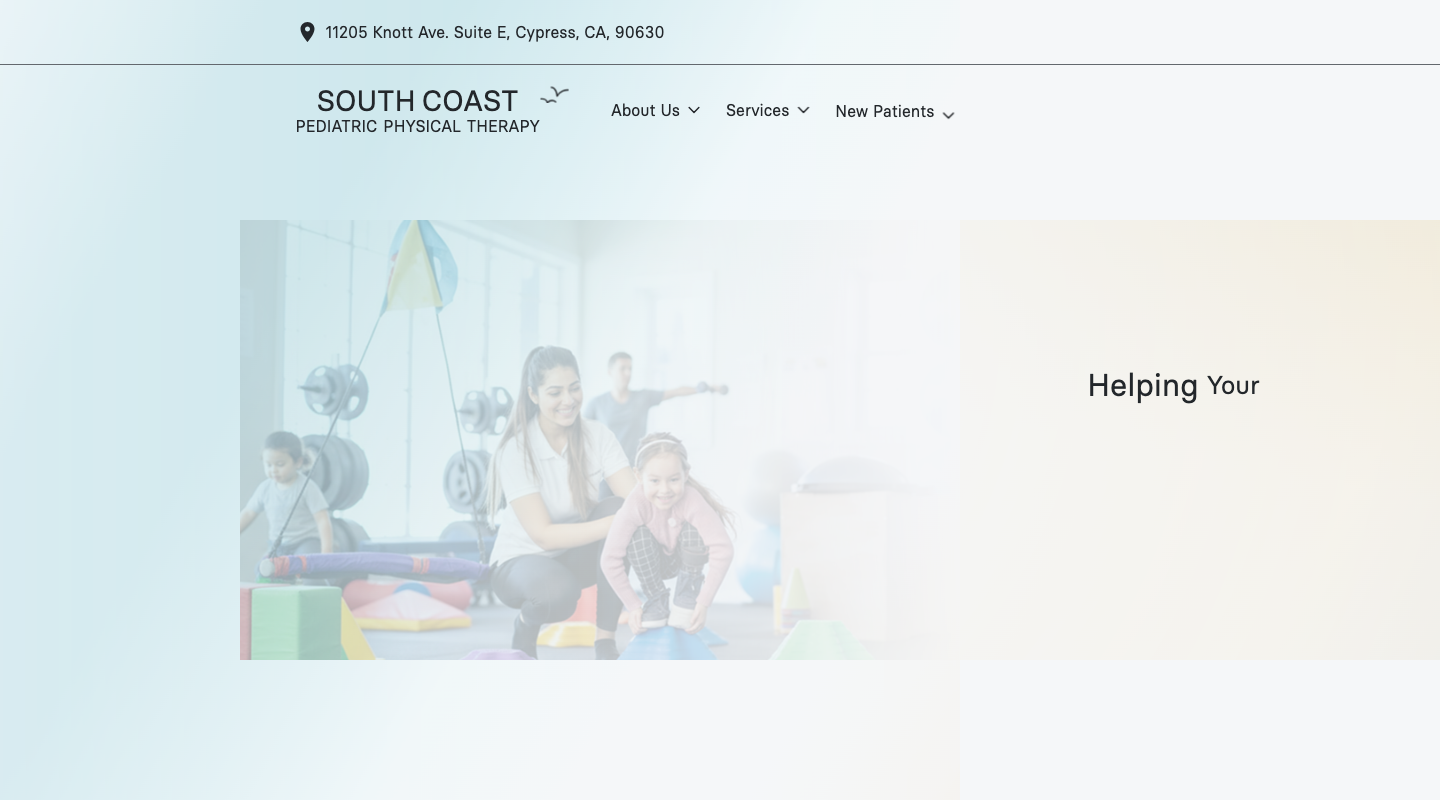 11205 Knott Ave. Suite E, Cypress, CA, 90630
SOUTH COAST
PEDIATRIC PHYSICAL THERAPY
About Us
Services
New Patients
Helping Your